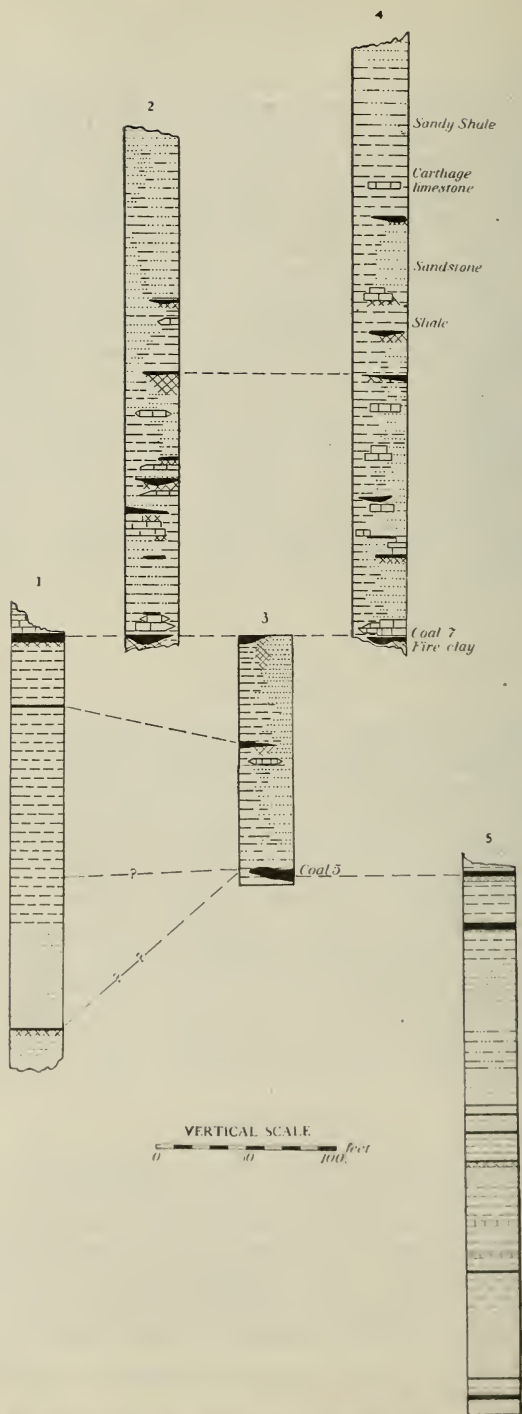 4
2
Sandy Shale
Carthage
limestone
Sandstone
Shale
1
3
Coal 7
Fire clay
5
?
Coal 5
? ?
VERTICAL SCALE
feet
0 50 100